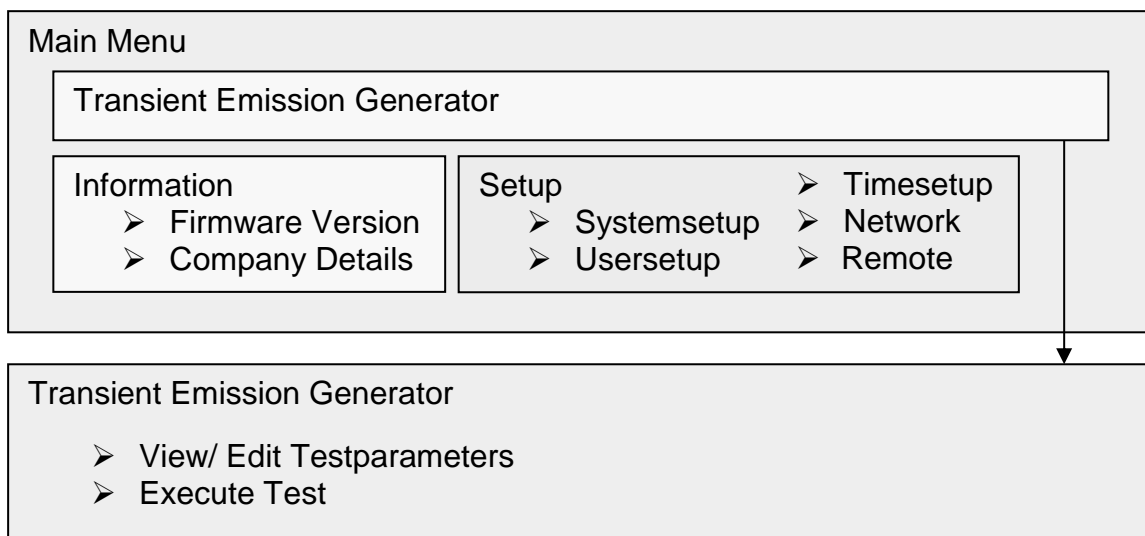 Main Menu
Transient Emission Generator
Information
➢ Firmware Version
➢ Company Details
Setup
➢ Systemsetup
➢ Usersetup
➢ Timesetup
➢ Network
➢ Remote
Transient Emission Generator
➢ View/ Edit Testparameters
➢ Execute Test